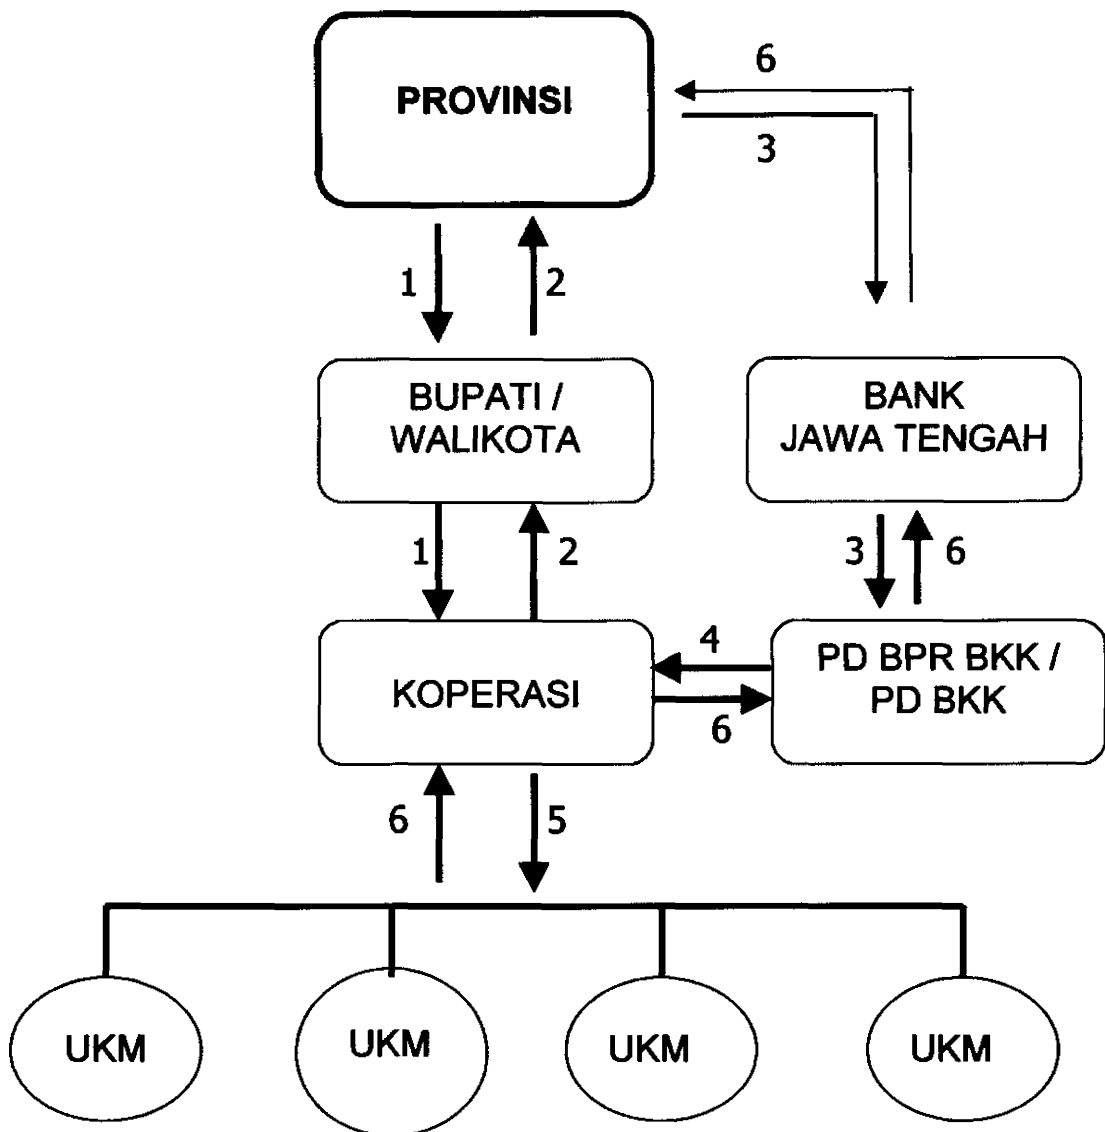 PROVINSI
6
3
1
2
BUPATI /
WALIKOTA
BANK
JAWA TENGAH
1
2
3
6
KOPERASI
4
6
PD BPR BKK /
PD BKK
6
5
UKM
UKM
UKM
UKM